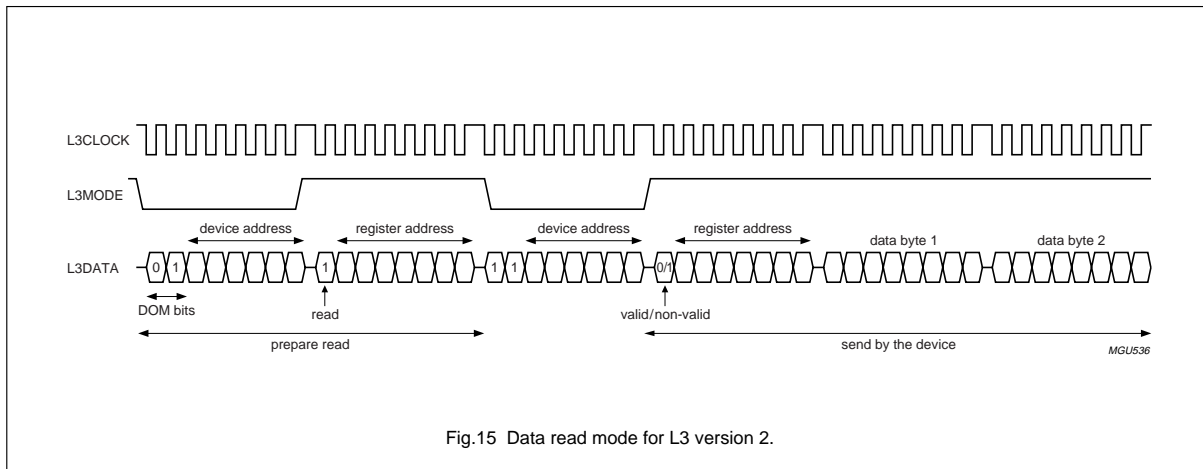 L3CLOCK
L3MODE
device address register address device address register address data byte 1 data byte 2
L3DATA 0 1 1 1 1 0/1
DOM bits read valid/non-valid
prepare read send by the device
MGU536
Fig.15 Data read mode for L3 version 2.